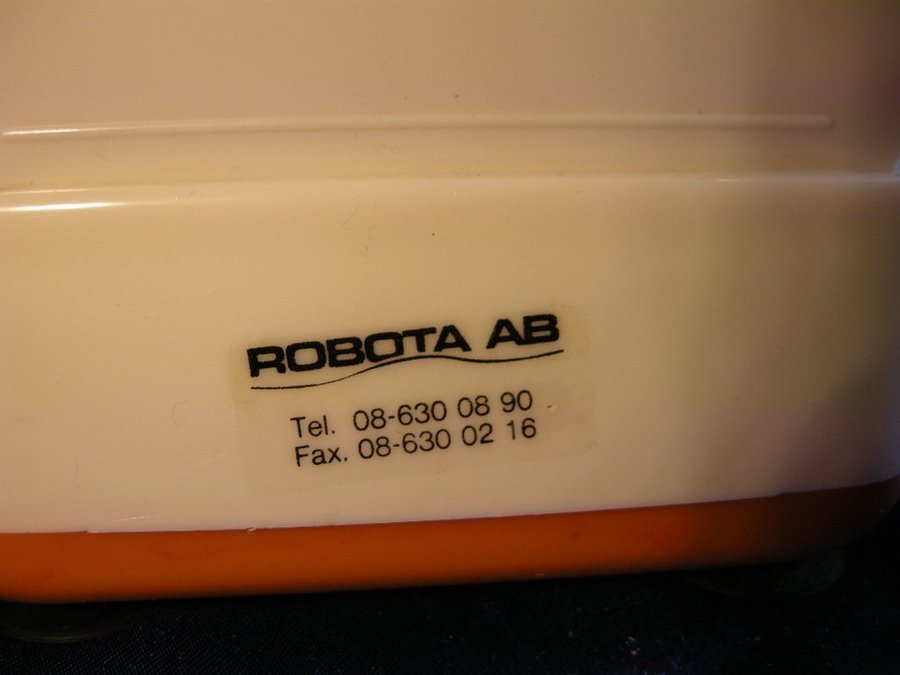 ROBOTA AB
Tel. 08-630 08 90
Fax. 08-630 02 16